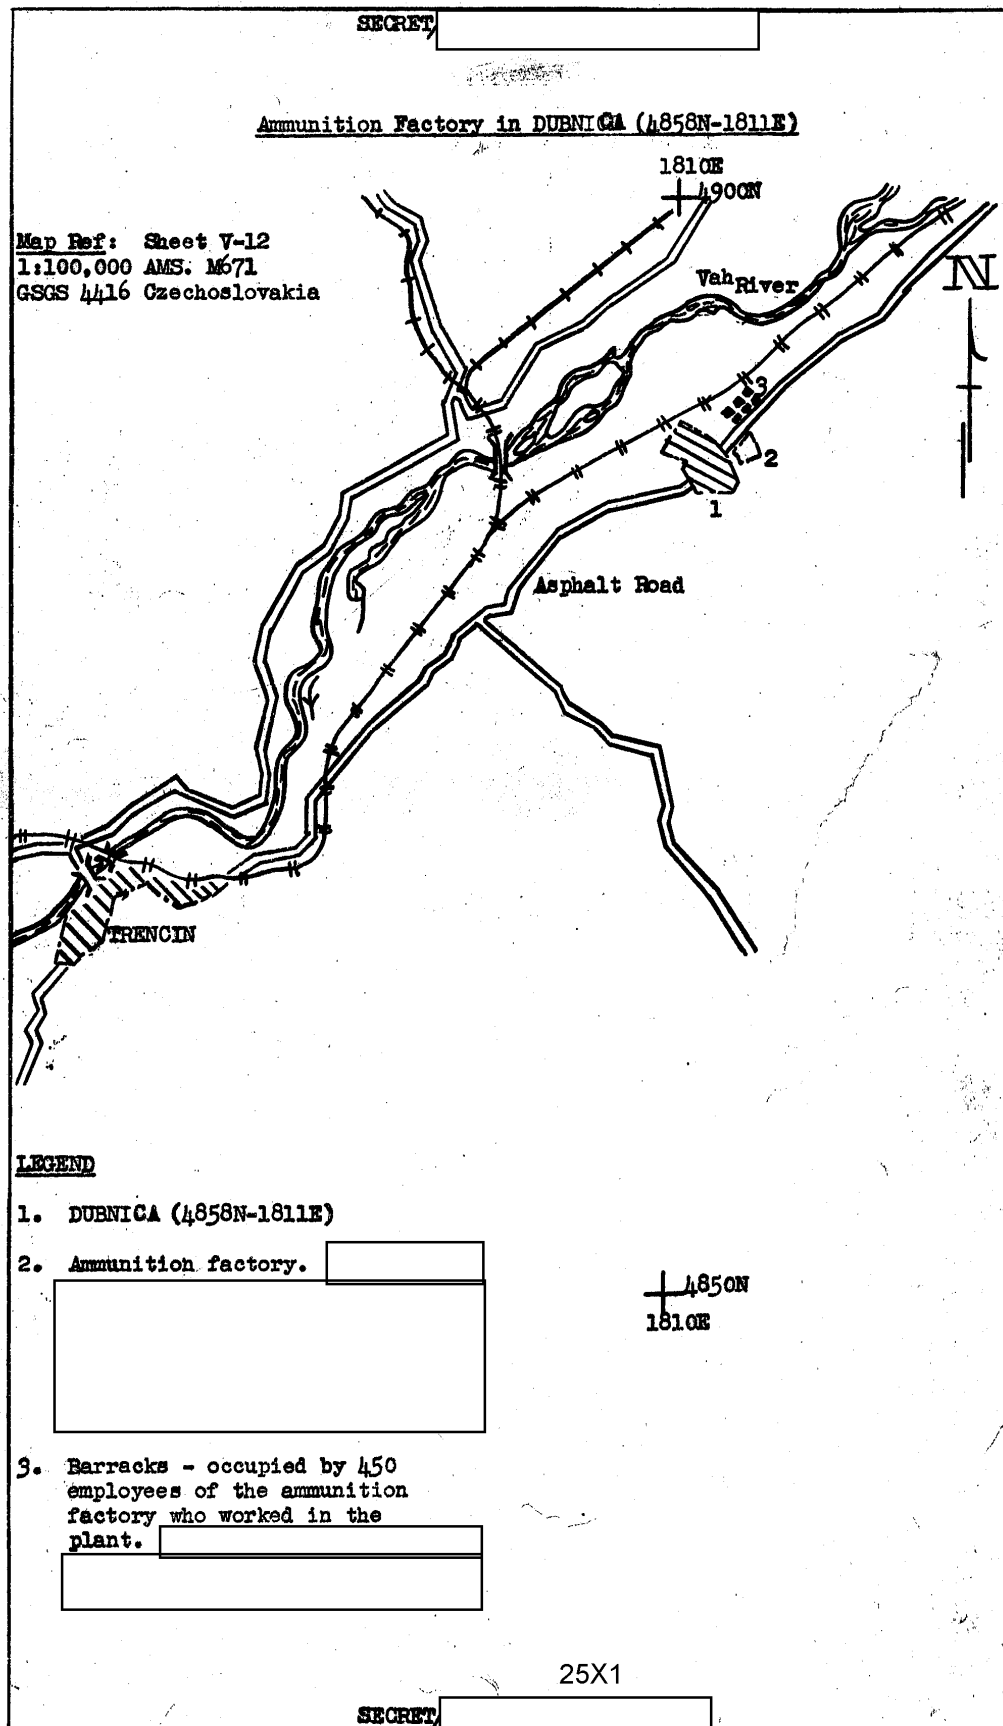 SECRET/
Ammunition Factory in DUBNICA (4858N-1811E)
1810E
4900N
Map Ref: Sheet V-12
1:100,000 AMS. M671
GSGS 4416 Czechoslovakia
Vah River
N
3
2
1
Asphalt Road
TRENCIN
LEGEND
1. DUBNICA (4858N-1811E)
2. Ammunition factory.
4850N
1810E
3. Barracks - occupied by 450
employees of the ammunition
factory who worked in the
plant.
25X1
SECRET/